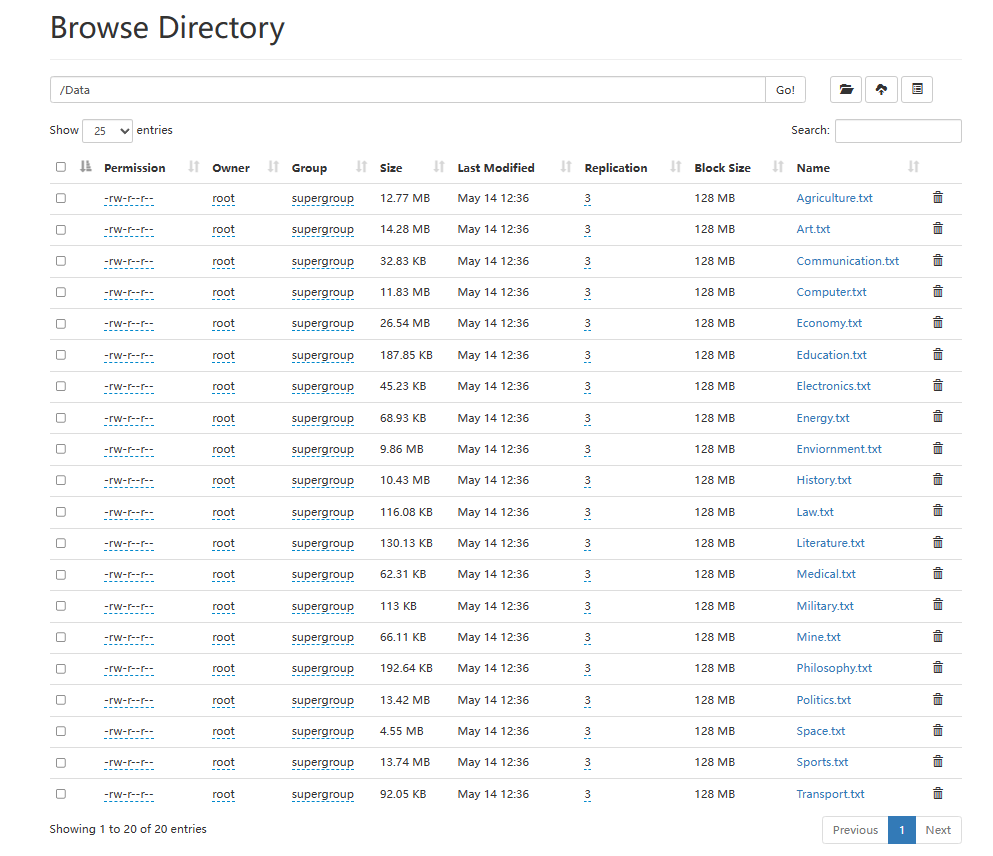 Browse Directory
/Data Go!
Show 25 entries Search:
Permission Owner Group Size Last Modified Replication Block Size Name
-rw-r--r-- root supergroup 12.77 MB May 14 12:36 3 128 MB Agriculture.txt
-rw-r--r-- root supergroup 14.28 MB May 14 12:36 3 128 MB Art.txt
-rw-r--r-- root supergroup 32.83 KB May 14 12:36 3 128 MB Communication.txt
-rw-r--r-- root supergroup 11.83 MB May 14 12:36 3 128 MB Computer.txt
-rw-r--r-- root supergroup 26.54 MB May 14 12:36 3 128 MB Economy.txt
-rw-r--r-- root supergroup 187.85 KB May 14 12:36 3 128 MB Education.txt
-rw-r--r-- root supergroup 45.23 KB May 14 12:36 3 128 MB Electronics.txt
-rw-r--r-- root supergroup 68.93 KB May 14 12:36 3 128 MB Energy.txt
-rw-r--r-- root supergroup 9.86 MB May 14 12:36 3 128 MB Enviornment.txt
-rw-r--r-- root supergroup 10.43 MB May 14 12:36 3 128 MB History.txt
-rw-r--r-- root supergroup 116.08 KB May 14 12:36 3 128 MB Law.txt
-rw-r--r-- root supergroup 130.13 KB May 14 12:36 3 128 MB Literature.txt
-rw-r--r-- root supergroup 62.31 KB May 14 12:36 3 128 MB Medical.txt
-rw-r--r-- root supergroup 113 KB May 14 12:36 3 128 MB Military.txt
-rw-r--r-- root supergroup 66.11 KB May 14 12:36 3 128 MB Mine.txt
-rw-r--r-- root supergroup 192.64 KB May 14 12:36 3 128 MB Philosophy.txt
-rw-r--r-- root supergroup 13.42 MB May 14 12:36 3 128 MB Politics.txt
-rw-r--r-- root supergroup 4.55 MB May 14 12:36 3 128 MB Space.txt
-rw-r--r-- root supergroup 13.74 MB May 14 12:36 3 128 MB Sports.txt
-rw-r--r-- root supergroup 92.05 KB May 14 12:36 3 128 MB Transport.txt
Showing 1 to 20 of 20 entries Previous 1 Next